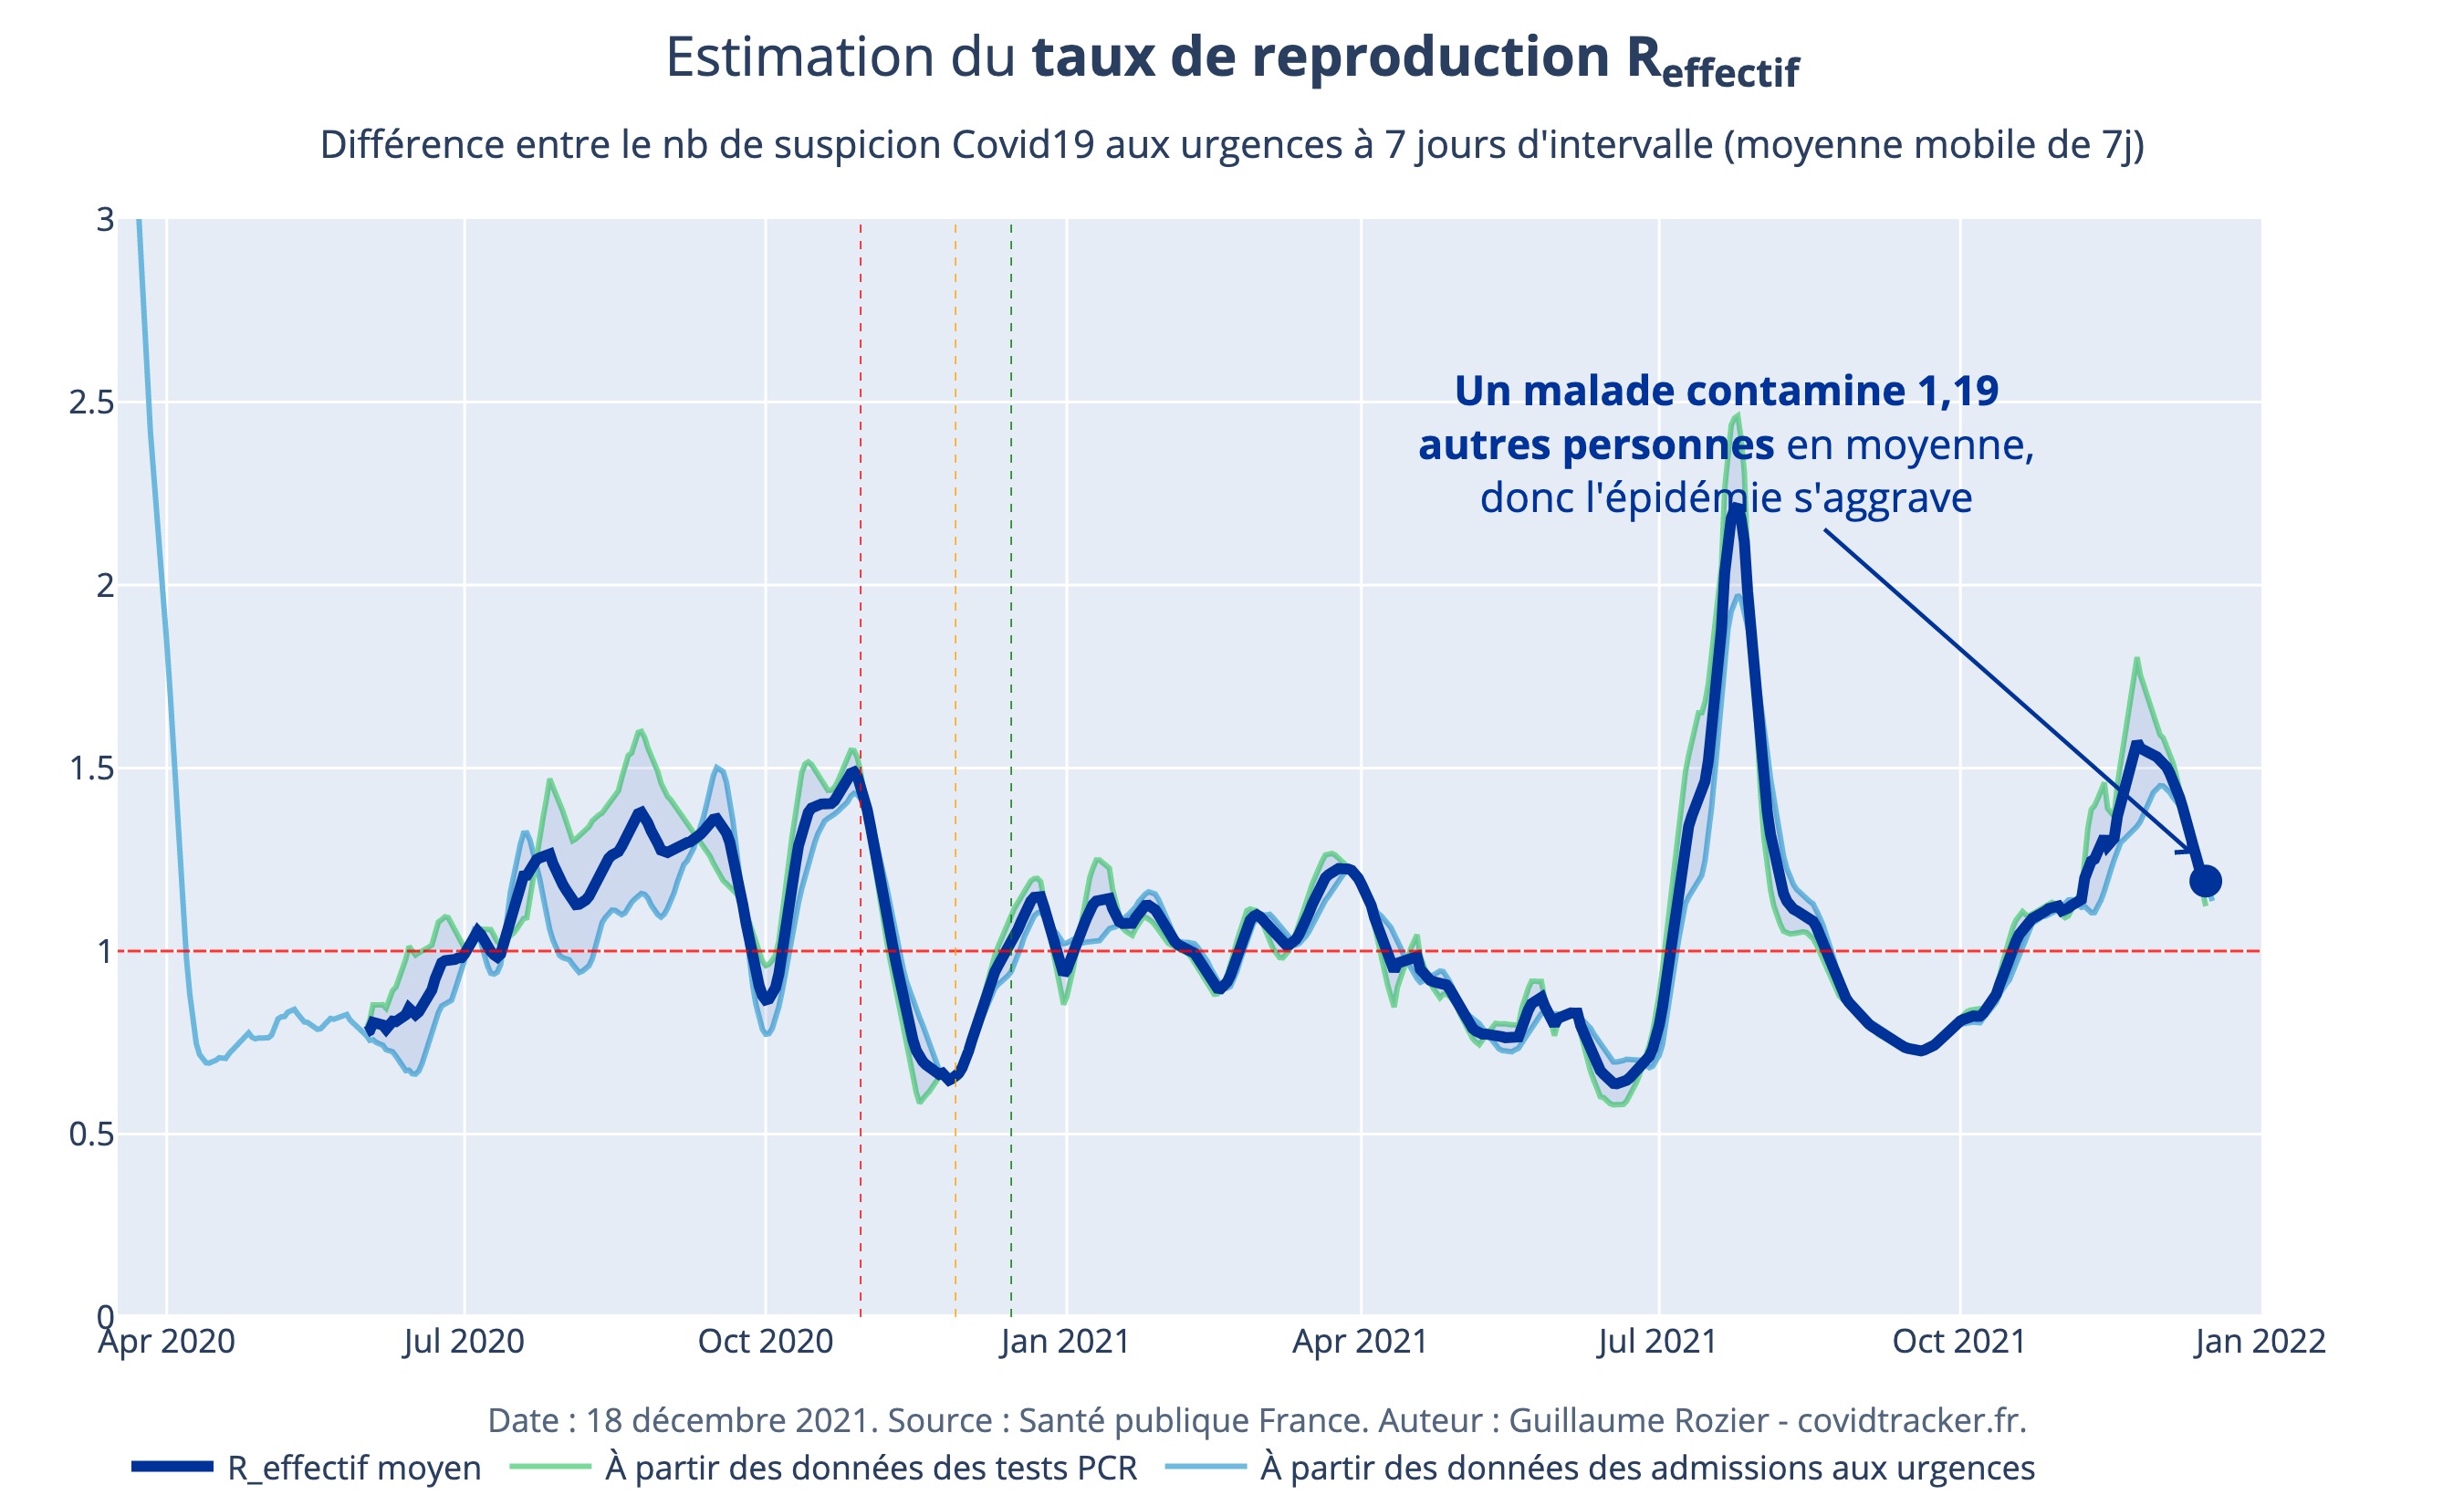 Estimation du taux de reproduction Reffectif
Différence entre le nb de suspicion Covid19 aux urgences à 7 jours d'intervalle (moyenne mobile de 7j)
3
2.5
2
1.5
1
0.5
0
Un malade contamine 1,19
autres personnes en moyenne,
donc l'épidémie s'aggrave
Apr 2020 Jul 2020 Oct 2020 Jan 2021 Apr 2021 Jul 2021 Oct 2021 Jan 2022
Date : 18 décembre 2021. Source : Santé publique France. Auteur : Guillaume Rozier - covidtracker.fr.
R_effectif moyen À partir des données des tests PCR À partir des données des admissions aux urgences